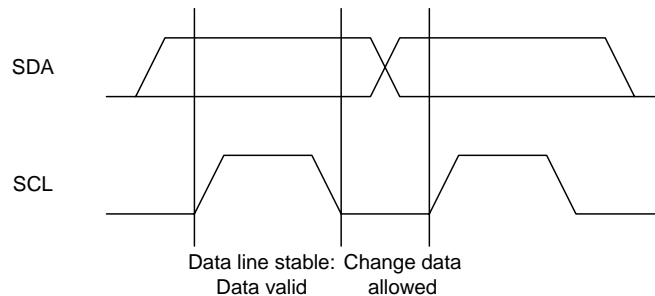 SDA
SCL
Data line stable: Change data
Data valid allowed